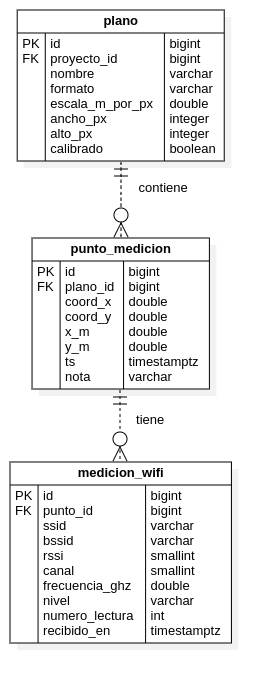 plano
PK id bigint
FK proyecto_id bigint
nombre varchar
formato varchar
escala_m_por_px double
ancho_px integer
alto_px integer
calibrado boolean
contiene
punto_medicion
PK id bigint
FK plano_id bigint
coord_x double
coord_y double
x_m double
y_m double
ts timestamptz
nota varchar
tiene
medicion_wifi
PK id bigint
FK punto_id bigint
ssid varchar
bssid varchar
rssi smallint
canal smallint
frecuencia_ghz double
nivel varchar
numero_lectura int
recibido_en timestamptz